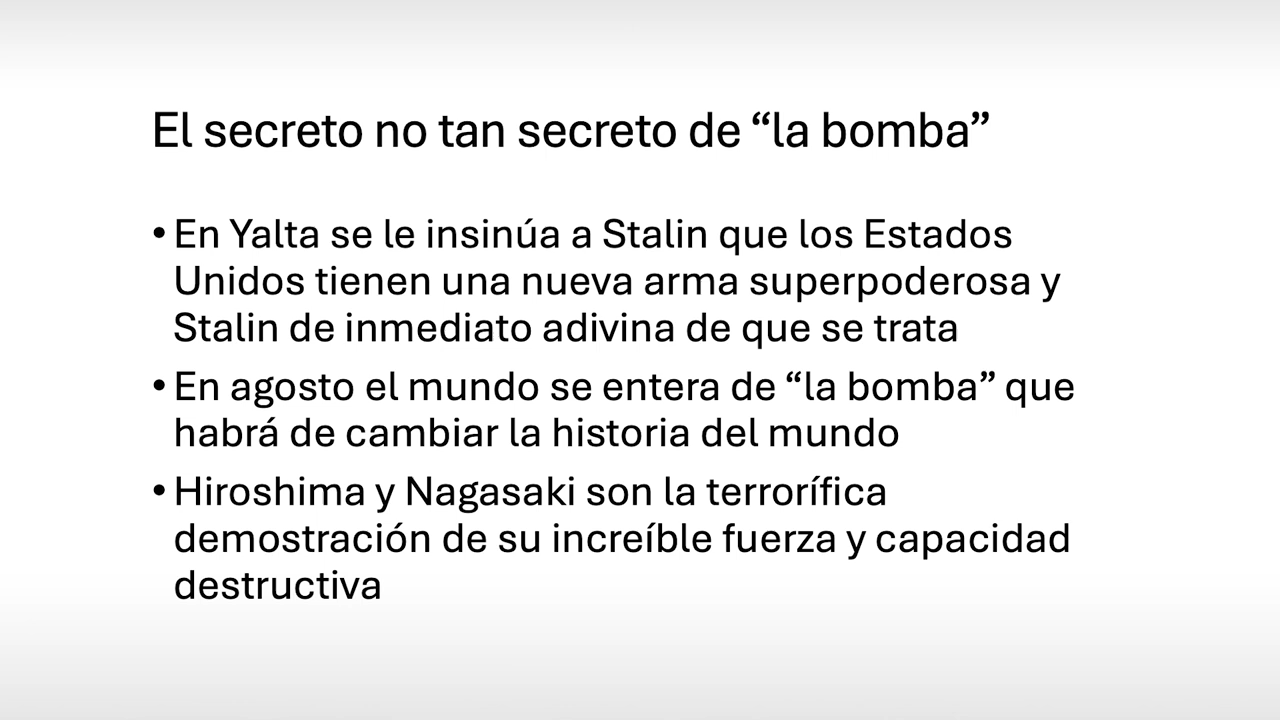 El secreto no tan secreto de “la bomba”
• En Yalta se le insinúa a Stalin que los Estados
Unidos tienen una nueva arma superpoderosa y
Stalin de inmediato adivina de que se trata
• En agosto el mundo se entera de “la bomba” que
habrá de cambiar la historia del mundo
• Hiroshima y Nagasaki son la terrorífica
demostración de su increíble fuerza y capacidad
destructiva